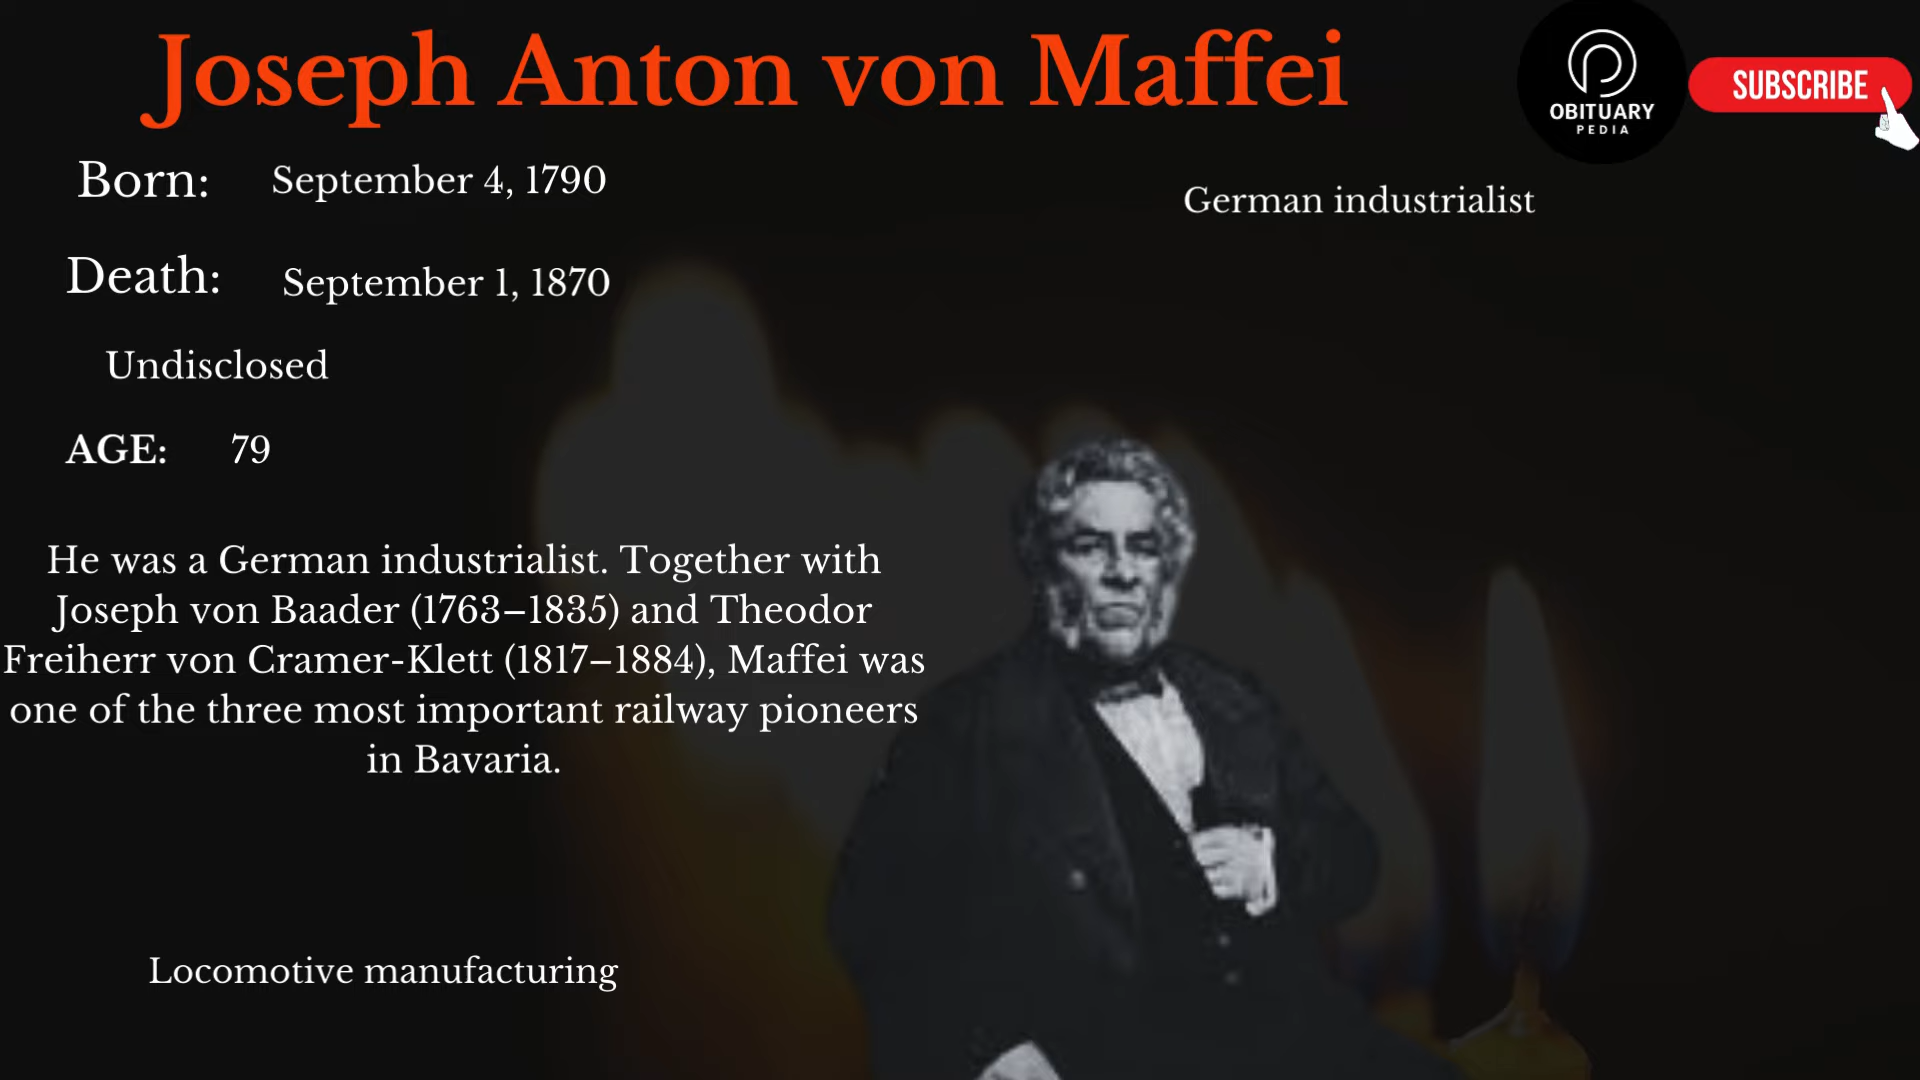 Joseph Anton von Maffei
OBITUARY
PEDIA
SUBSCRIBE
Born: September 4, 1790
German industrialist
Death: September 1, 1870
Undisclosed
AGE: 79
He was a German industrialist. Together with
Joseph von Baader (1763–1835) and Theodor
Freiherr von Cramer-Klett (1817–1884), Maffei was
one of the three most important railway pioneers
in Bavaria.
Locomotive manufacturing